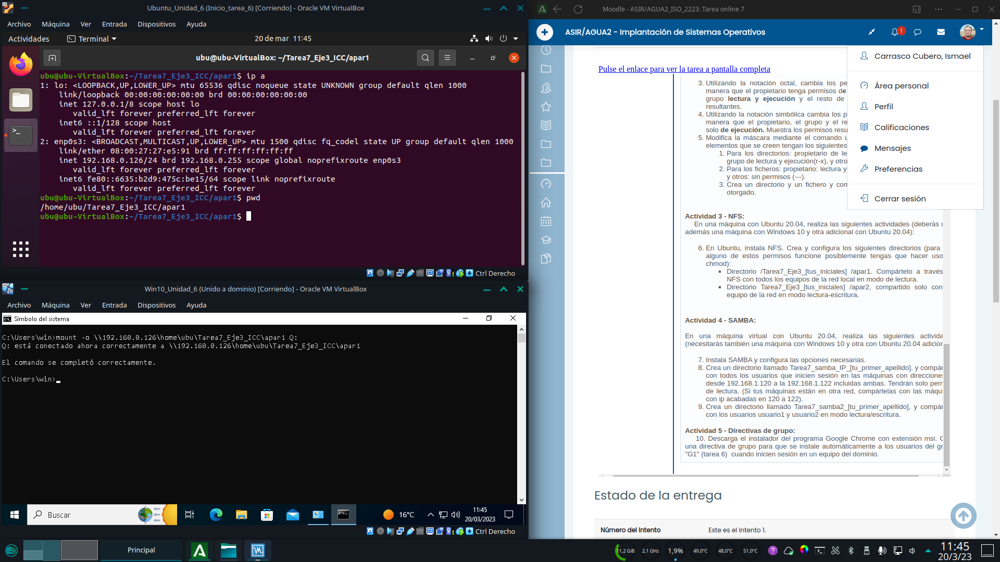 Ubuntu_Unidad_6 (Inicio_tarea_6) [Corriendo] - Oracle VM VirtualBox
Archivo Máquina Ver Entrada Dispositivos Ayuda
Actividades Terminal 20 de mar 11:45
ubu@ubu-VirtualBox: ~/Tarea7_Eje3_ICC/apar1
ubu@ubu-VirtualBox:~/Tarea7_Eje3_ICC/apar1$ ip a
1: lo: <LOOPBACK,UP,LOWER_UP> mtu 65536 qdisc noqueue state UNKNOWN group default qlen 1000
link/loopback 00:00:00:00:00:00 brd 00:00:00:00:00:00
inet 127.0.0.1/8 scope host lo
valid_lft forever preferred_lft forever
inet6 ::1/128 scope host
valid_lft forever preferred_lft forever
2: enp0s3: <BROADCAST,MULTICAST,UP,LOWER_UP> mtu 1500 qdisc fq_codel state UP group default qlen 1000
link/ether 08:00:27:27:e5:91 brd ff:ff:ff:ff:ff:ff
inet 192.168.0.126/24 brd 192.168.0.255 scope global noprefixroute enp0s3
valid_lft forever preferred_lft forever
inet6 fe80::6635:b2d9:475c:be15/64 scope link noprefixroute
valid_lft forever preferred_lft forever
ubu@ubu-VirtualBox:~/Tarea7_Eje3_ICC/apar1$ pwd
/home/ubu/Tarea7_Eje3_ICC/apar1
ubu@ubu-VirtualBox:~/Tarea7_Eje3_ICC/apar1$
Ctrl Derecho
Win10_Unidad_6 (Unido a dominio) [Corriendo] - Oracle VM VirtualBox
Archivo Máquina Ver Entrada Dispositivos Ayuda
Símbolo del sistema
C:\Users\win>mount -o \\192.168.0.126\home\ubu\Tarea7_Eje3_ICC\apar1 Q:
Q: está conectado ahora correctamente a \\192.168.0.126\home\ubu\Tarea7_Eje3_ICC\apar1
El comando se completó correctamente.
C:\Users\win>
Buscar
16°C
11:45
20/03/2023
Ctrl Derecho
Moodle - ASIR/AGUA2_ISO_2223: Tarea online 7
ASIR/AGUA2 - Implantación de Sistemas Operativos
1
Carrasco Cubero, Ismael
Área personal
Perfil
Calificaciones
Mensajes
Preferencias
Cerrar sesión
Pulse el enlace para ver la tarea a pantalla completa
3. Utilizando la notación octal, cambia los pe
manera que el propietario tenga permisos de
grupo lectura y ejecución y el resto de
resultantes.
4. Utilizando la notación simbólica cambia los p
manera que el propietario, el grupo y el re
solo de ejecución. Muestra los permisos resu
5. Modifica la máscara mediante el comando u
elementos que se creen tengan los siguientes
1. Para los directorios: propietario de le
grupo de lectura y ejecución(r-x), y otro
2. Para los ficheros: propietario: lectura y
y otros: sin permisos (---).
3. Crea un directorio y un fichero y com
otorgado.
Actividad 3 - NFS:
En una máquina con Ubuntu 20.04, realiza las siguientes actividades (deberás u
además una máquina con Windows 10 y otra adicional con Ubuntu 20.04):
6. En Ubuntu, instala NFS. Crea y configura los siguientes directorios (para
alguno de estos permisos funcione posiblemente tengas que hacer uso
chmod):
▪ Directorio /Tarea7_Eje3_[tus_iniciales] /apar1. Compártelo a través
NFS con todos los equipos de la red local en modo de lectura.
▪ Directorio Tarea7_Eje3_[tus_iniciales] /apar2, compartido solo con
equipo de la red en modo lectura-escritura.
Actividad 4 - SAMBA:
En una máquina virtual con Ubuntu 20.04, realiza las siguientes activida
(necesitarás también una máquina con Windows 10 y otra con Ubuntu 20.04 adicion
7. Instala SAMBA y configura las opciones necesarias.
8. Crea un directorio llamado Tarea7_samba_IP_[tu_primer_apellido], y compár
con todos los usuarios que inicien sesión en las máquinas con direccione
desde 192.168.1.120 a la 192.168.1.122 incluidas ambas. Tendrán solo perm
de lectura. (Si tus máquinas están en otra red, compártelas con las máqui
con ip acabadas en 120 a 122).
9. Crea un directorio llamado Tarea7_samba2_[tu_primer_apellido], y compár
con los usuarios usuario1 y usuario2 en modo lectura/escritura.
Actividad 5 - Directivas de grupo:
10. Descarga el instalador del programa Google Chrome con extensión msi. C
una directiva de grupo para que se instale automáticamente a los usuarios del gr
"G1" (tarea 6) cuando inicien sesión en un equipo del dominio.
Estado de la entrega
Número del Intento Este es el intento 1.
Principal
11,2 GiB 2,1 GHz 1,9% 49,0°C 48,0°C 51,0°C
11:45
20/3/23